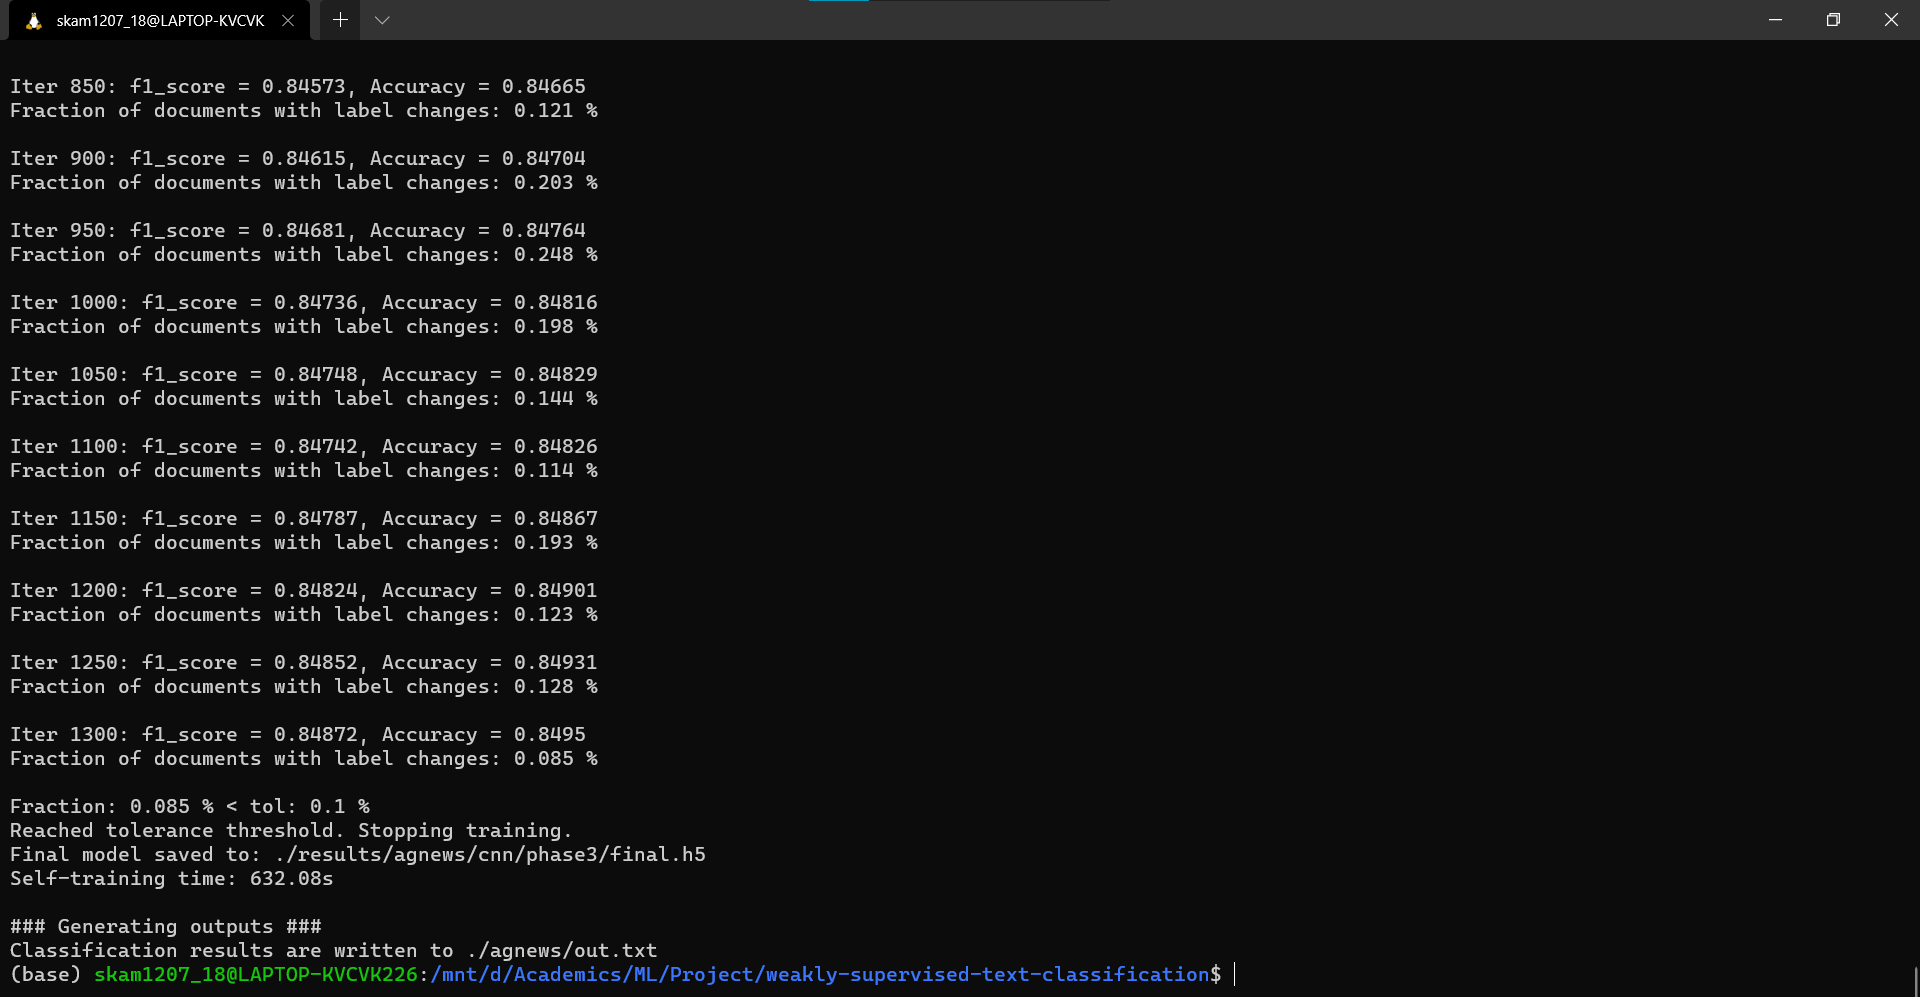 skam1207_18@LAPTOP-KVCVK
Iter 850: f1_score = 0.84573, Accuracy = 0.84665
Fraction of documents with label changes: 0.121 %
Iter 900: f1_score = 0.84615, Accuracy = 0.84704
Fraction of documents with label changes: 0.203 %
Iter 950: f1_score = 0.84681, Accuracy = 0.84764
Fraction of documents with label changes: 0.248 %
Iter 1000: f1_score = 0.84736, Accuracy = 0.84816
Fraction of documents with label changes: 0.198 %
Iter 1050: f1_score = 0.84748, Accuracy = 0.84829
Fraction of documents with label changes: 0.144 %
Iter 1100: f1_score = 0.84742, Accuracy = 0.84826
Fraction of documents with label changes: 0.114 %
Iter 1150: f1_score = 0.84787, Accuracy = 0.84867
Fraction of documents with label changes: 0.193 %
Iter 1200: f1_score = 0.84824, Accuracy = 0.84901
Fraction of documents with label changes: 0.123 %
Iter 1250: f1_score = 0.84852, Accuracy = 0.84931
Fraction of documents with label changes: 0.128 %
Iter 1300: f1_score = 0.84872, Accuracy = 0.8495
Fraction of documents with label changes: 0.085 %
Fraction: 0.085 % < tol: 0.1 %
Reached tolerance threshold. Stopping training.
Final model saved to: ./results/agnews/cnn/phase3/final.h5
Self-training time: 632.08s
### Generating outputs ###
Classification results are written to ./agnews/out.txt
(base) skam1207_18@LAPTOP-KVCVK226:/mnt/d/Academics/ML/Project/weakly-supervised-text-classification$